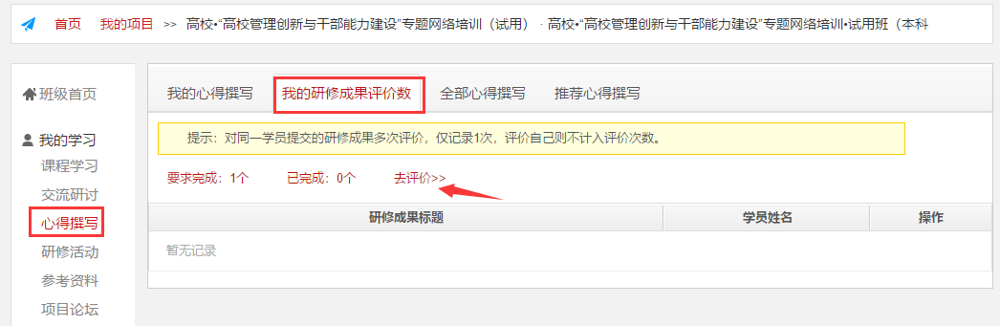 首页 我的项目 >> 高校•“高校管理创新与干部能力建设”专题网络培训（试用） · 高校•“高校管理创新与干部能力建设”专题网络培训•试用班（本科
班级首页
我的学习
课程学习
交流研讨
心得撰写
研修活动
参考资料
项目论坛
我的心得撰写 我的研修成果评价数 全部心得撰写 推荐心得撰写
提示：对同一学员提交的研修成果多次评价，仅记录1次，评价自己则不计入评价次数。
要求完成：1个 已完成：0个 去评价>>
研修成果标题 学员姓名 操作
暂无记录